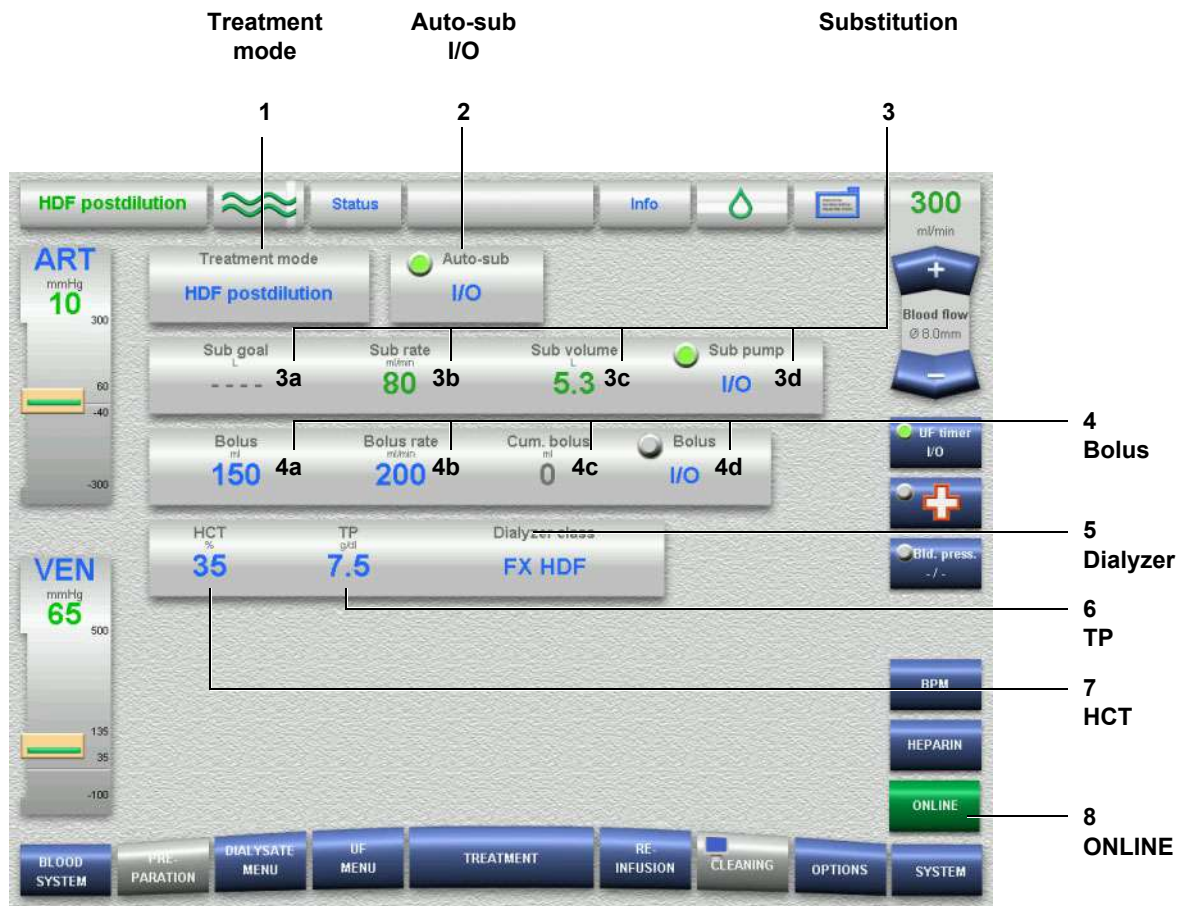 Treatment mode
Auto-sub I/O
Substitution
1
2
3
HDF postdilution
Status
Info
300
ml/min
ART
mmHg
10
300
60
-40
-300
Treatment mode
HDF postdilution
Auto-sub
I/O
+
Blood flow
Ø 8.0mm
Sub goal
L
- - - -
3a
Sub rate
ml/min
80
3b
Sub volume
L
5.3
3c
Sub pump
I/O
3d
Bolus
ml
150
4a
Bolus rate
ml/min
200
4b
Cum. bolus
ml
0
4c
Bolus
I/O
4d
UF timer
I/O
4
Bolus
HCT
%
35
TP
g/dl
7.5
Dialyzer class
FX HDF
Bld. press.
- / -
5
Dialyzer
6
TP
7
HCT
VEN
mmHg
65
500
135
35
-100
BPM
HEPARIN
ONLINE
8
ONLINE
BLOOD SYSTEM
PRE-PARATION
DIALYSATE MENU
UF MENU
TREATMENT
RE-INFUSION
CLEANING
OPTIONS
SYSTEM